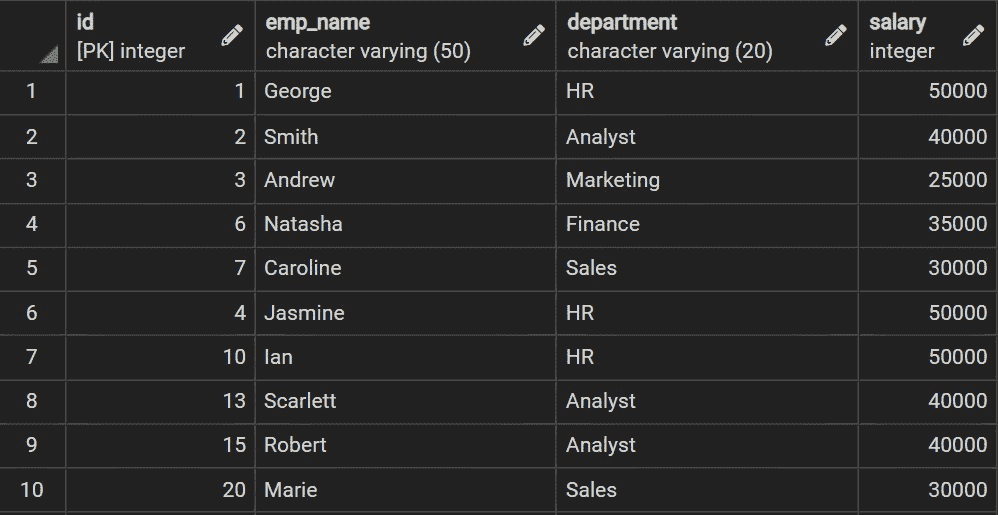 id emp_name department salary
[PK] integer character varying (50) character varying (20) integer
1 1 George HR 50000
2 2 Smith Analyst 40000
3 3 Andrew Marketing 25000
4 6 Natasha Finance 35000
5 7 Caroline Sales 30000
6 4 Jasmine HR 50000
7 10 Ian HR 50000
8 13 Scarlett Analyst 40000
9 15 Robert Analyst 40000
10 20 Marie Sales 30000